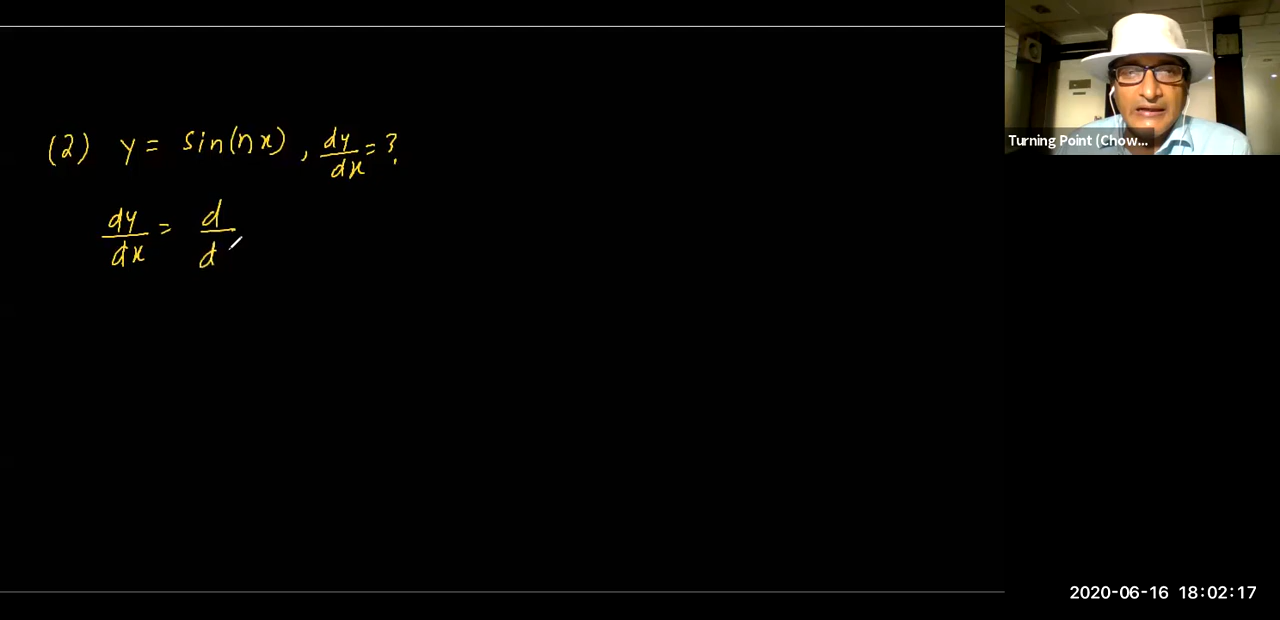 (2) y = sin(nx), dy/dx = ?
dy/dx = d/d
Turning Point (Chow...
2020-06-16 18:02:17